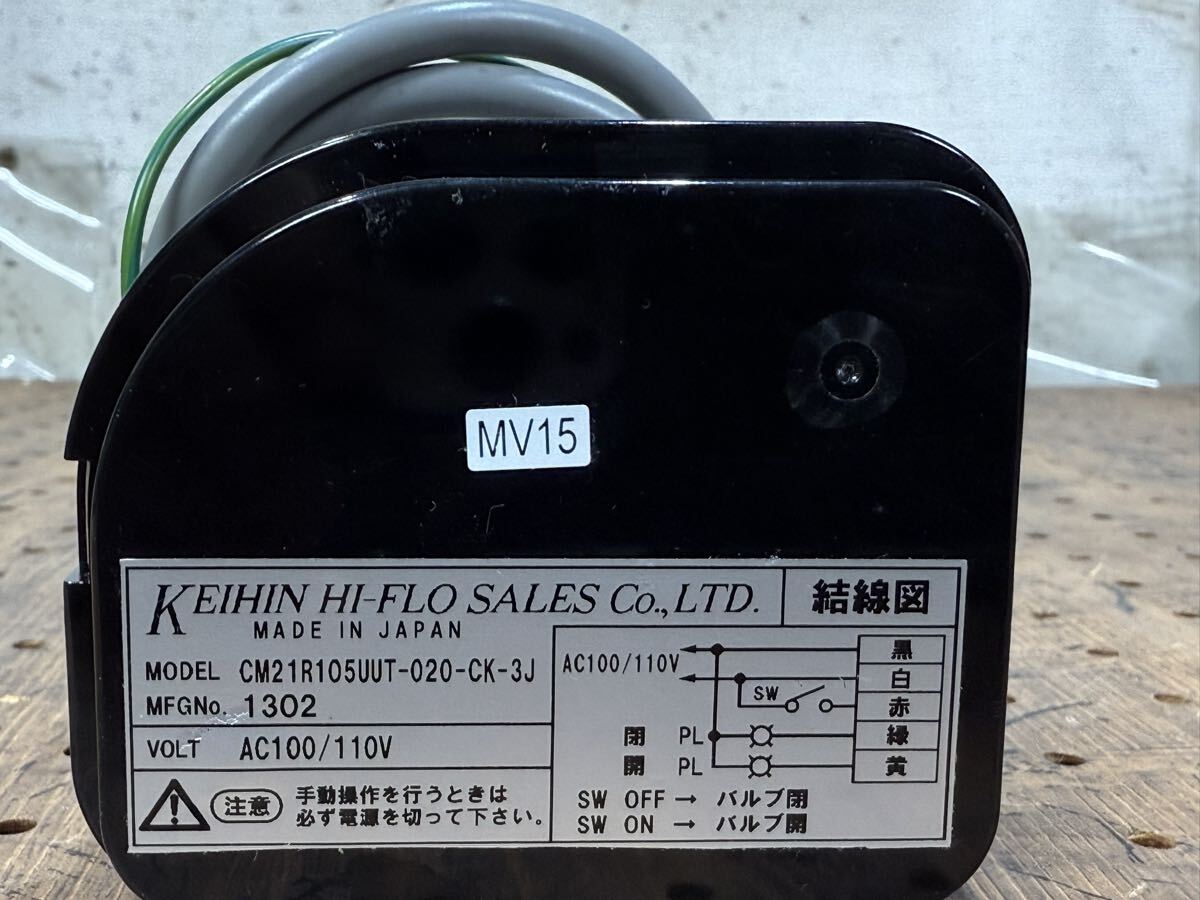 MV15
KEIHIN HI-FLO SALES Co.,LTD.
MADE IN JAPAN
MODEL CM21R105UUT-020-CK-3J
MFGNo. 1302
VOLT AC100/110V
注意
手動操作を行うときは
必ず電源を切って下さい。
結線図
AC100/110V
黒
白
SW
赤
閉 PL
緑
開 PL
黄
SW OFF → バルブ閉
SW ON → バルブ開